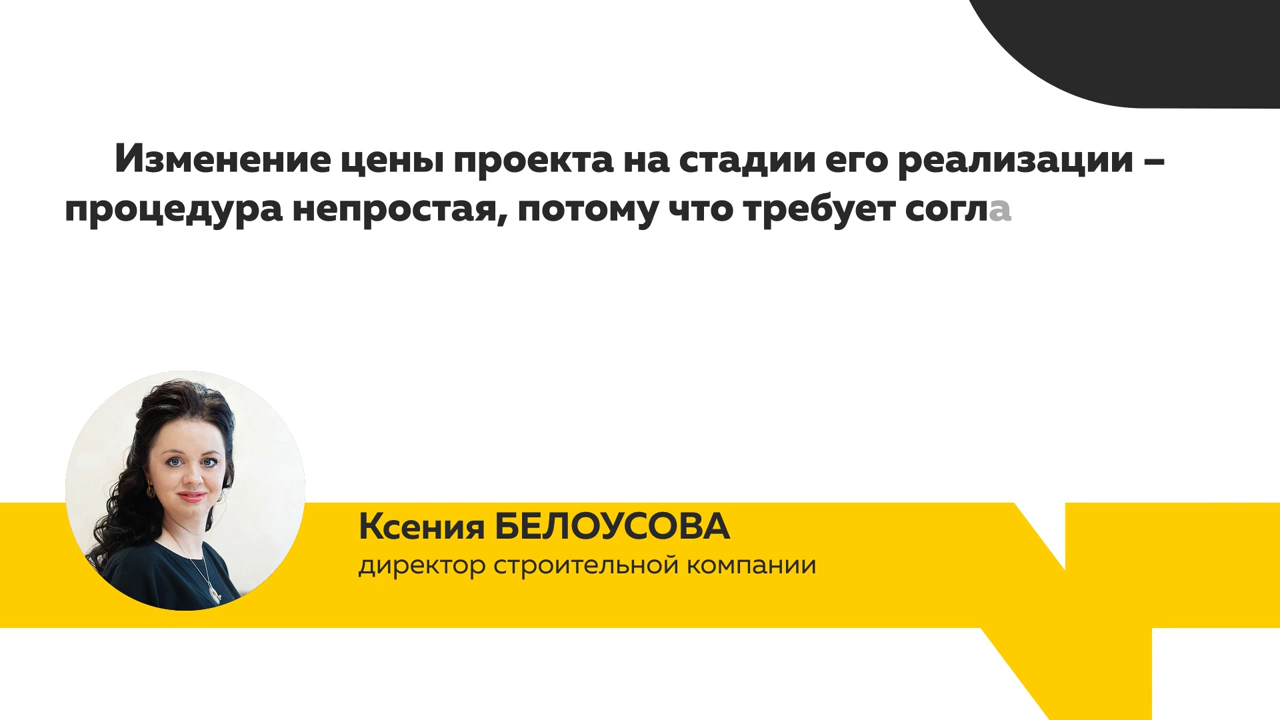 Изменение цены проекта на стадии его реализации –
процедура непростая, потому что требует согла
Ксения БЕЛОУСОВА
директор строительной компании